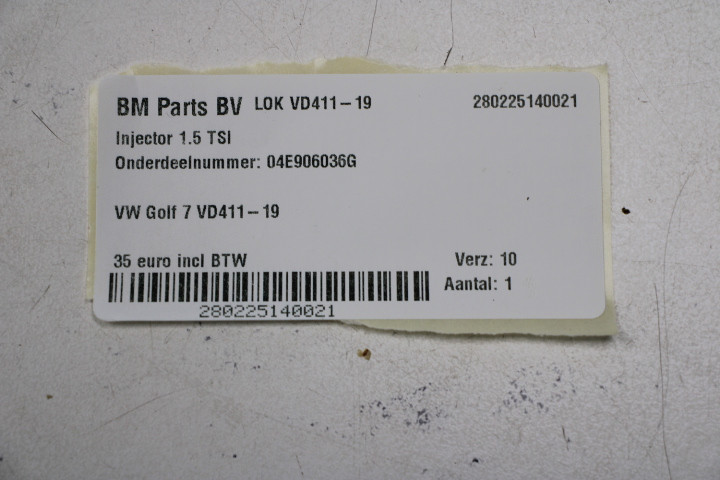 BM Parts BV LOK VD411-19 280225140021
Injector 1.5 TSI
Onderdeelnummer: 04E906036G
VW Golf 7 VD411-19
35 euro incl BTW Verz: 10
Aantal: 1
280225140021